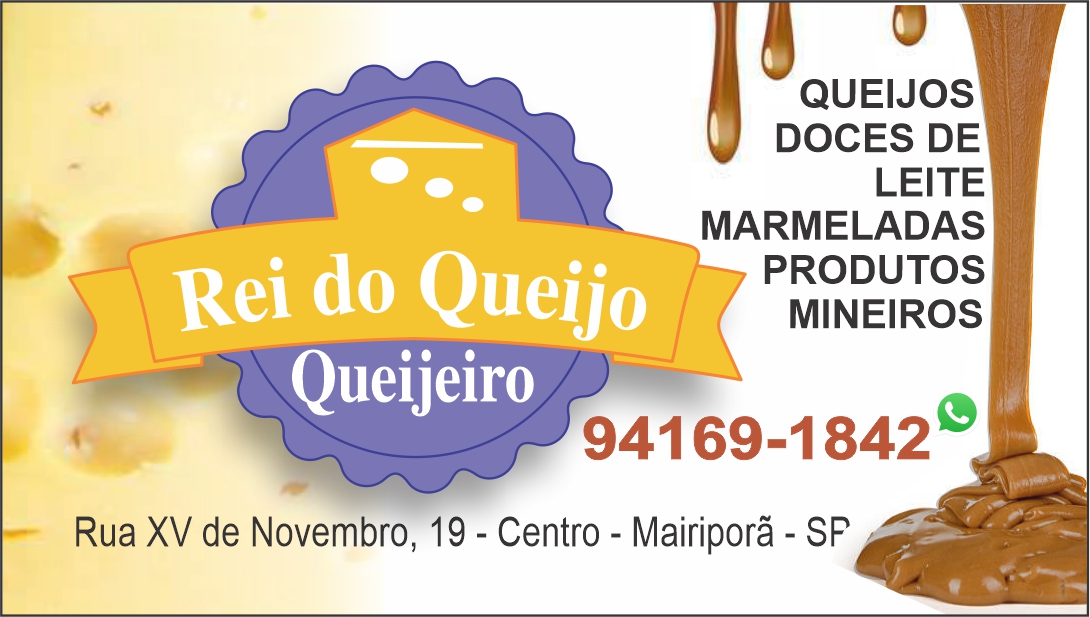 Rei do Queijo
Queijeiro
QUEIJOS
DOCES DE
LEITE
MARMELADAS
PRODUTOS
MINEIROS
94169-1842
Rua XV de Novembro, 19 - Centro - Mairiporã - SP